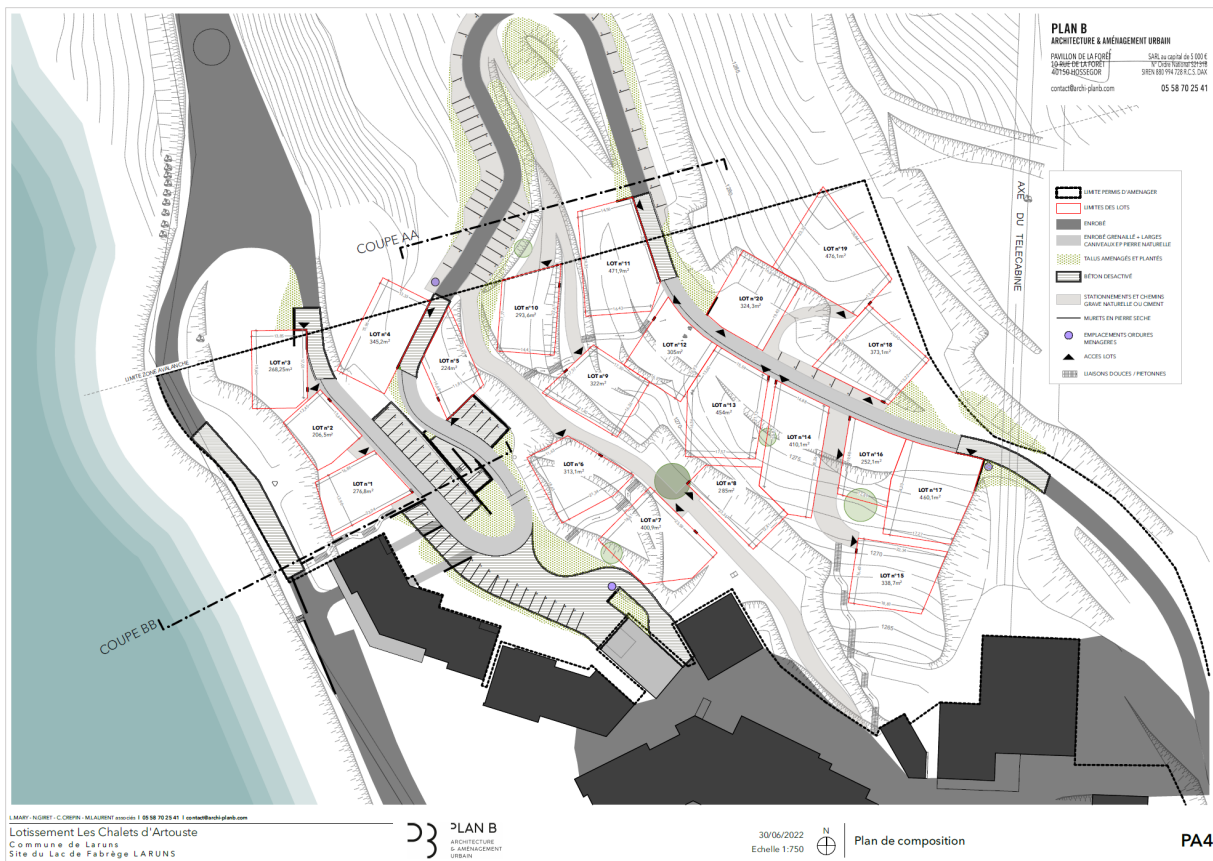 PLAN B
ARCHITECTURE & AMÉNAGEMENT URBAIN
PAVILLON DE LA FORÊT
10 RUE DE LA FORÊT
40150 HOSSEGOR
SARL au capital de 5 000 €
SIREN 880 994 728 R.C.S. DAX
contact@archi-planb.com
05 58 70 25 41
LIMITÉ PERMIS D'AMENAGER
LIMITES DES LOTS
ENROBÉ
ENROBÉ GRENAILLÉ + LARGES
CANIVEAUX EP PIERRE NATURELLE
TALUS AMENAGÉS ET PLANTÉS
BÉTON DESACTIVÉ
STATIONNEMENTS ET CHEMINS
GRAVE NATURELLE OU CIMENT
MURETS EN PIERRE SECHE
EMPLACEMENTS ORDURES
MENAGERES
ACCES LOTS
LIAISONS DOUCES / PIETONNES
AXE DU TELECABINE
COUPE AA
COUPE BB
LIMITE ZONE AVALANCHE
LOT n°19
476,1m²
LOT n°11
471,9m²
LOT n°20
324,3m²
LOT n°10
293,6m²
LOT n°4
345,2m²
LOT n°12
305m²
LOT n°18
373,1m²
LOT n°3
268,25m²
LOT n°5
224m²
LOT n°9
322m²
LOT n°13
454m²
LOT n°2
206,5m²
LOT n°14
410,1m²
LOT n°16
252,1m²
LOT n°6
313,1m²
LOT n°1
276,8m²
LOT n°8
285m²
LOT n°17
460,1m²
LOT n°7
400,9m²
LOT n°15
338,7m²
1285
1280
1275
1275
1270
1265
L.MARY - N.GIRET - C.CREPIN - M.LAURENT associés I 05 58 70 25 41 I contact@archi-planb.com
Lotissement Les Chalets d'Artouste
Commune de Laruns
Site du Lac de Fabrège LARUNS
PLAN B
ARCHITECTURE
& AMÉNAGEMENT
URBAIN
30/06/2022
Echelle 1:750
N
Plan de composition
PA4